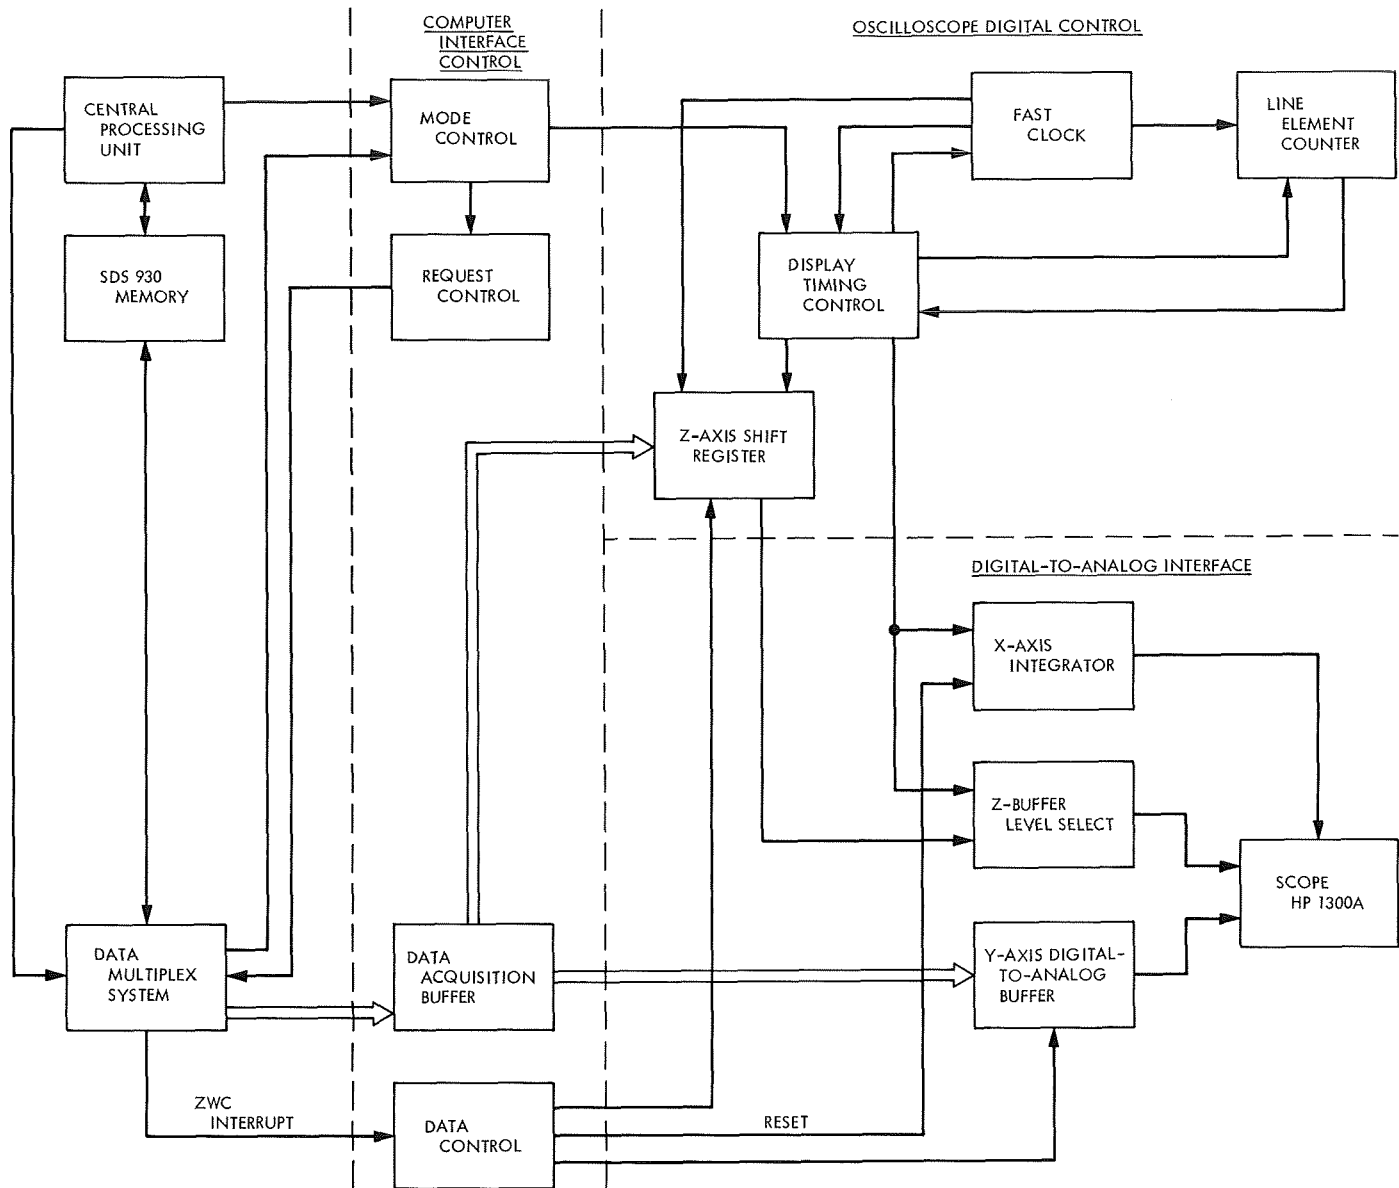 COMPUTER
INTERFACE
CONTROL
OSCILLOSCOPE DIGITAL CONTROL
CENTRAL
PROCESSING
UNIT
MODE
CONTROL
FAST
CLOCK
LINE
ELEMENT
COUNTER
SDS 930
MEMORY
REQUEST
CONTROL
DISPLAY
TIMING
CONTROL
Z-AXIS SHIFT
REGISTER
DIGITAL-TO-ANALOG INTERFACE
X-AXIS
INTEGRATOR
Z-BUFFER
LEVEL SELECT
SCOPE
HP 1300A
DATA
MULTIPLEX
SYSTEM
DATA
ACQUISITION
BUFFER
Y-AXIS DIGITAL-
TO-ANALOG
BUFFER
ZWC
INTERRUPT
DATA
CONTROL
RESET